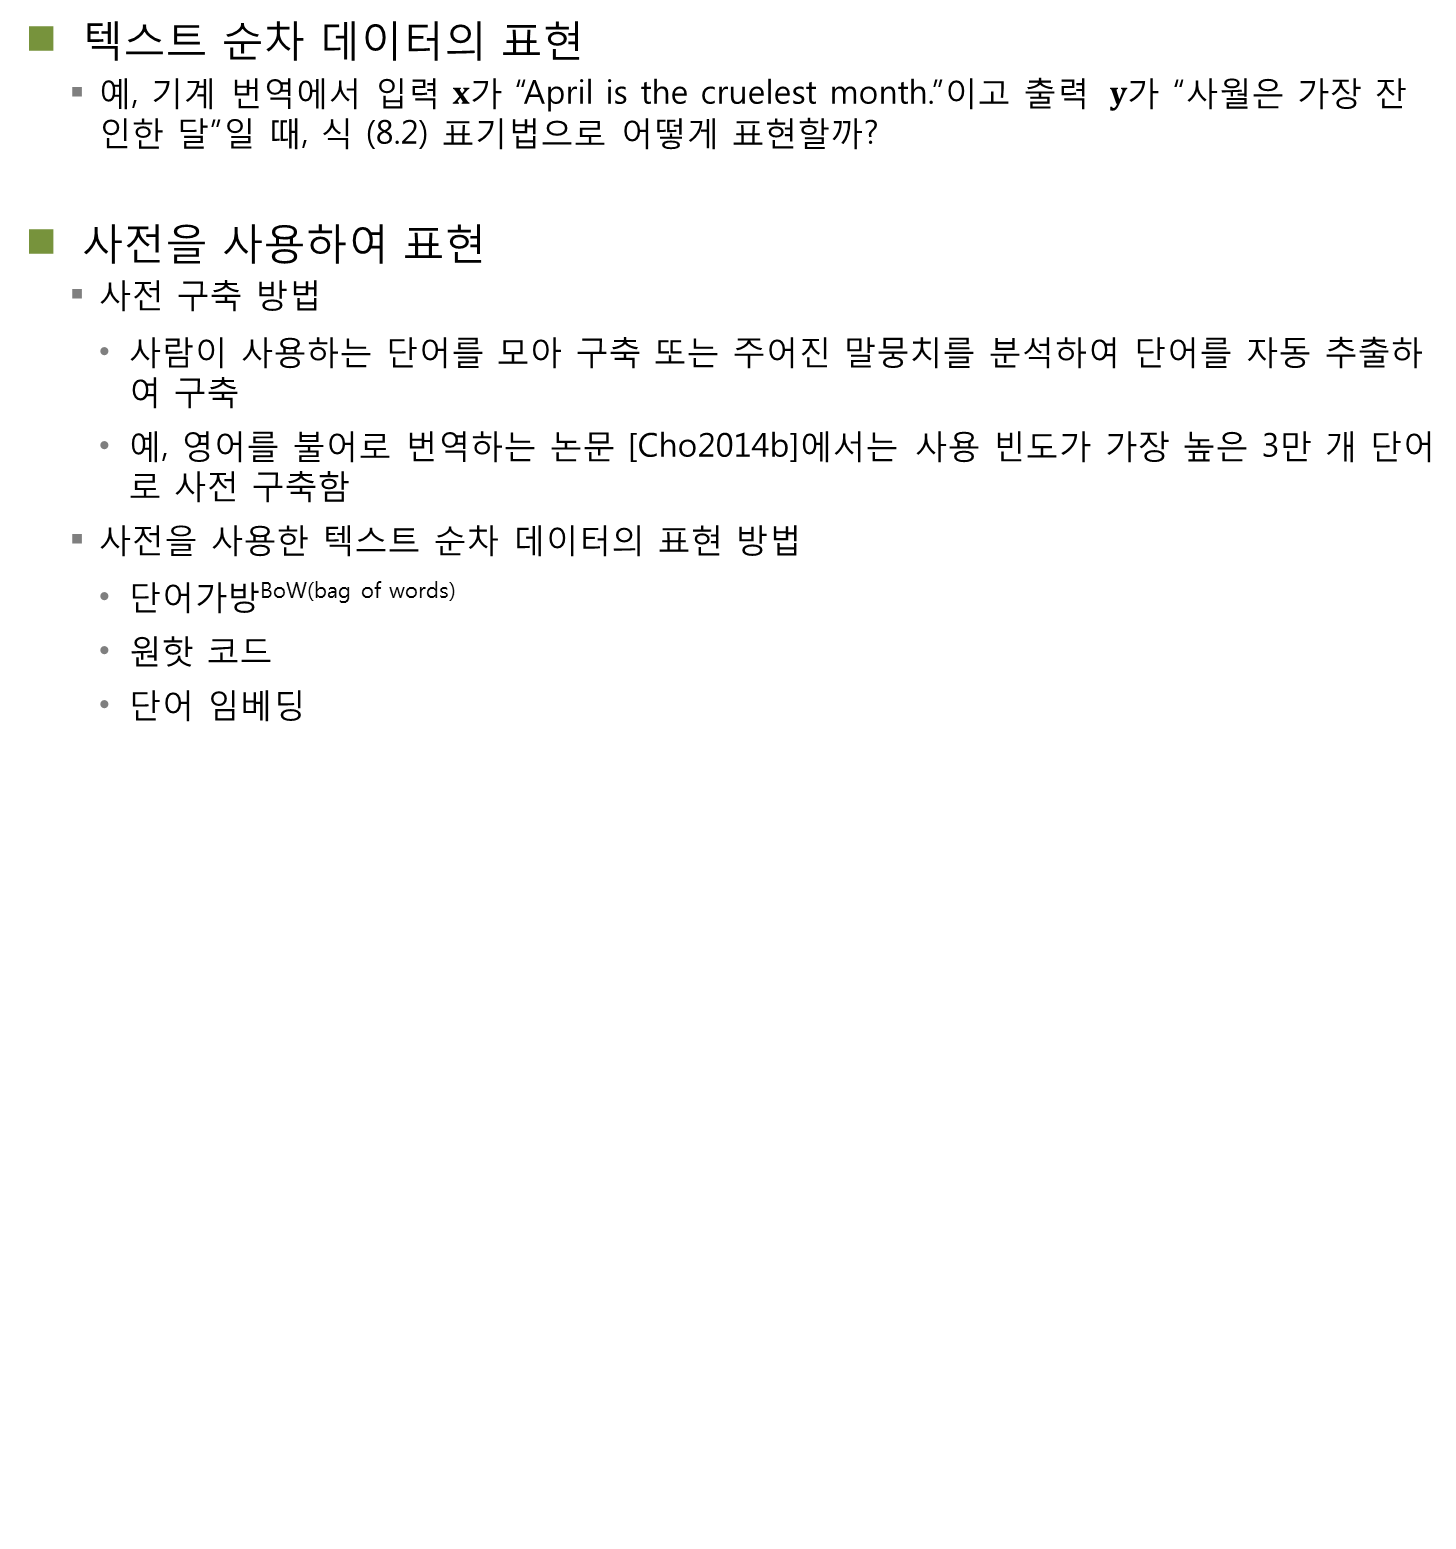 ■ 텍스트 순차 데이터의 표현
▪ 예, 기계 번역에서 입력 x가 “April is the cruelest month.”이고 출력 y가 “사월은 가장 잔
인한 달”일 때, 식 (8.2) 표기법으로 어떻게 표현할까?
■ 사전을 사용하여 표현
▪ 사전 구축 방법
• 사람이 사용하는 단어를 모아 구축 또는 주어진 말뭉치를 분석하여 단어를 자동 추출하
여 구축
• 예, 영어를 불어로 번역하는 논문 [Cho2014b]에서는 사용 빈도가 가장 높은 3만 개 단어
로 사전 구축함
▪ 사전을 사용한 텍스트 순차 데이터의 표현 방법
• 단어가방BoW(bag of words)
• 원핫 코드
• 단어 임베딩